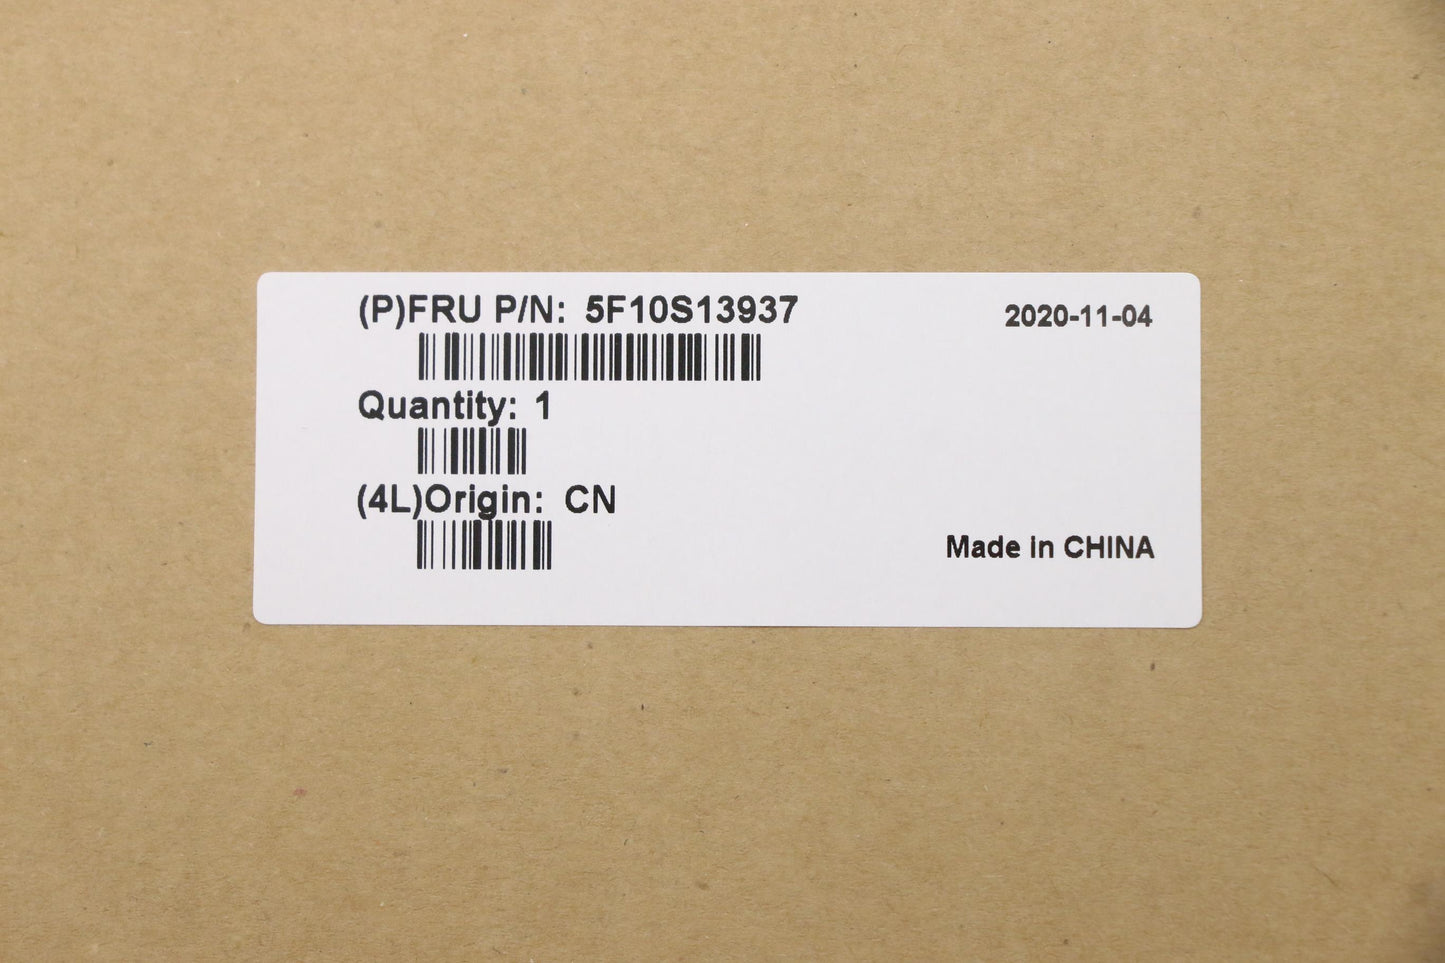 (P)FRU P/N: 5F10S13937
2020-11-04
Quantity: 1
(4L)Origin: CN
Made in CHINA